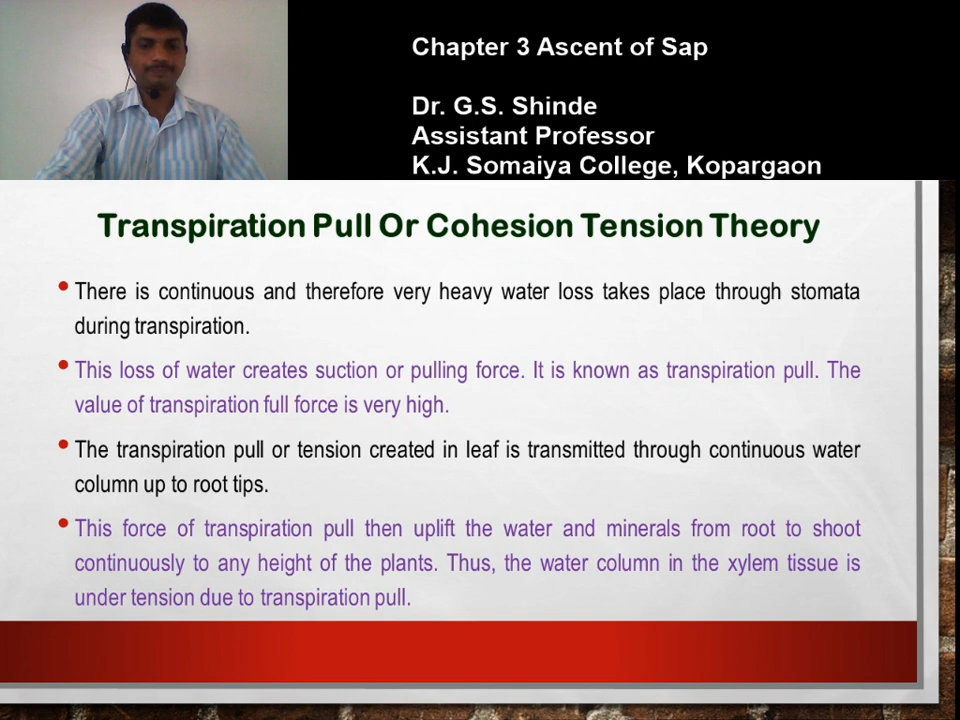 Chapter 3 Ascent of Sap
Dr. G.S. Shinde
Assistant Professor
K.J. Somaiya College, Kopargaon
Transpiration Pull Or Cohesion Tension Theory
• There is continuous and therefore very heavy water loss takes place through stomata
during transpiration.
• This loss of water creates suction or pulling force. It is known as transpiration pull. The
value of transpiration full force is very high.
• The transpiration pull or tension created in leaf is transmitted through continuous water
column up to root tips.
• This force of transpiration pull then uplift the water and minerals from root to shoot
continuously to any height of the plants. Thus, the water column in the xylem tissue is
under tension due to transpiration pull.